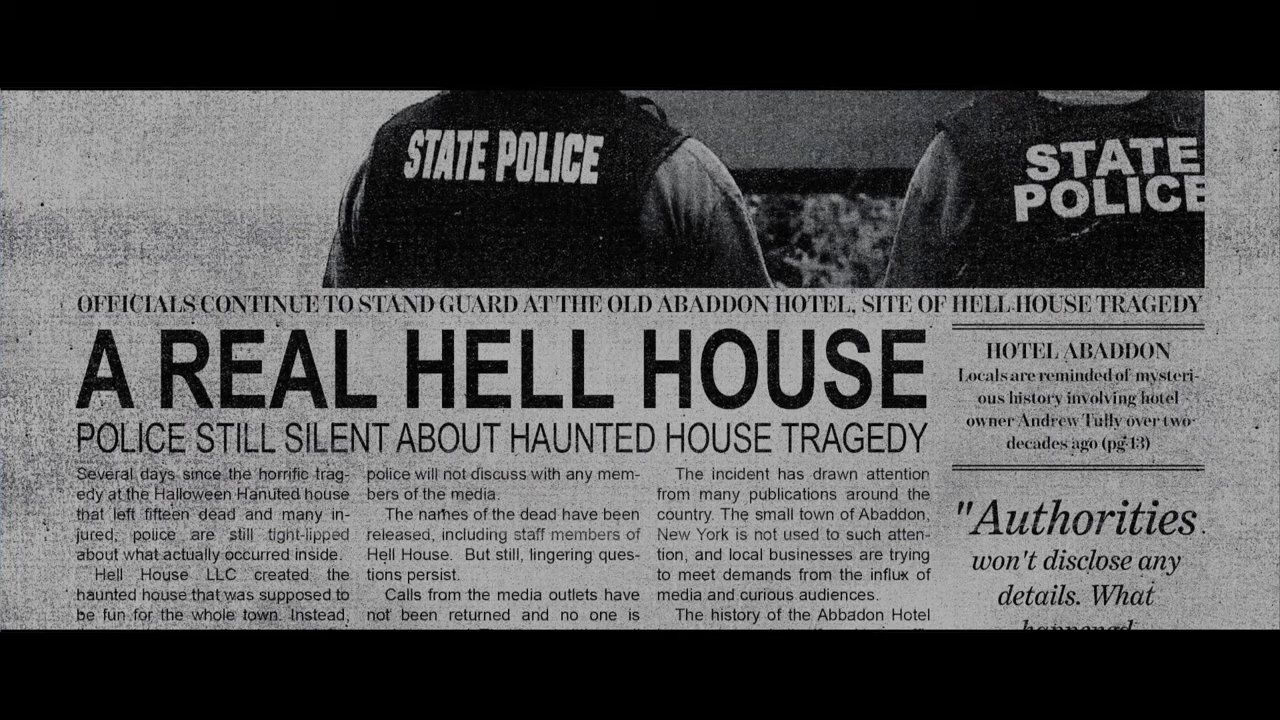 STATE POLICE
STATE
POLICE
OFFICIALS CONTINUE TO STAND GUARD AT THE OLD ABADDON HOTEL, SITE OF HELL HOUSE TRAGEDY
A REAL HELL HOUSE
POLICE STILL SILENT ABOUT HAUNTED HOUSE TRAGEDY
Several days since the horrific trag-
edy at the Halloween Hanuted house
that left fifteen dead and many in-
jured, police are still tight-lipped
about what actually occurred inside.
Hell House LLC created the
haunted house that was supposed to
be fun for the whole town. Instead,
police will not discuss with any mem-
bers of the media.
The names of the dead have been
released, including staff members of
Hell House. But still, lingering ques-
tions persist.
Calls from the media outlets have
not been returned and no one is
The incident has drawn attention
from many publications around the
country. The small town of Abaddon,
New York is not used to such atten-
tion, and local businesses are trying
to meet demands from the influx of
media and curious audiences.
The history of the Abbadon Hotel
HOTEL ABADDON
Locals are reminded of mysteri-
ous history involving hotel
owner Andrew Tully over two
decades ago (pg 13)
"Authorities
won't disclose any
details. What